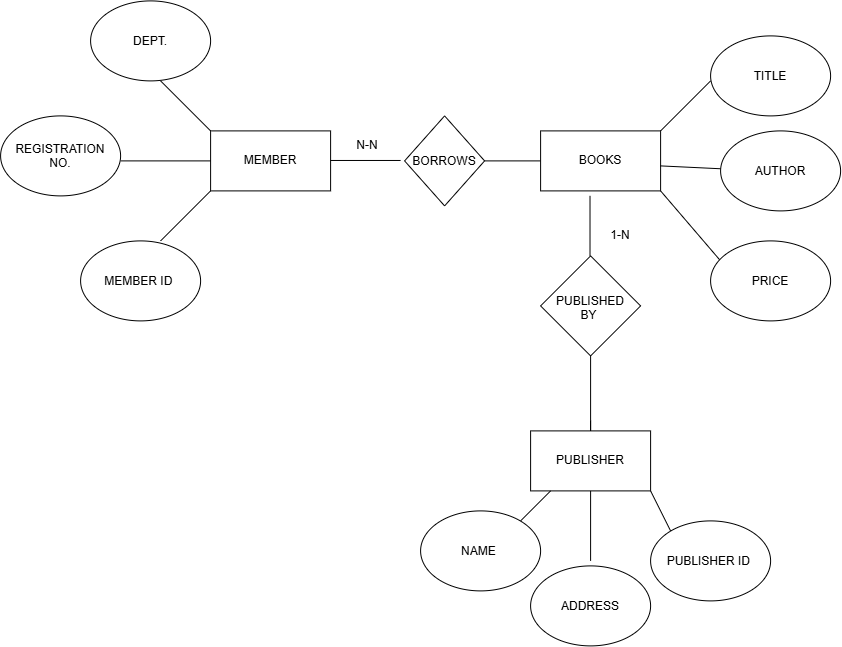 DEPT.
TITLE
REGISTRATION
NO.
MEMBER
N-N
BORROWS
BOOKS
AUTHOR
MEMBER ID
1-N
PRICE
PUBLISHED
BY
PUBLISHER
NAME
ADDRESS
PUBLISHER ID